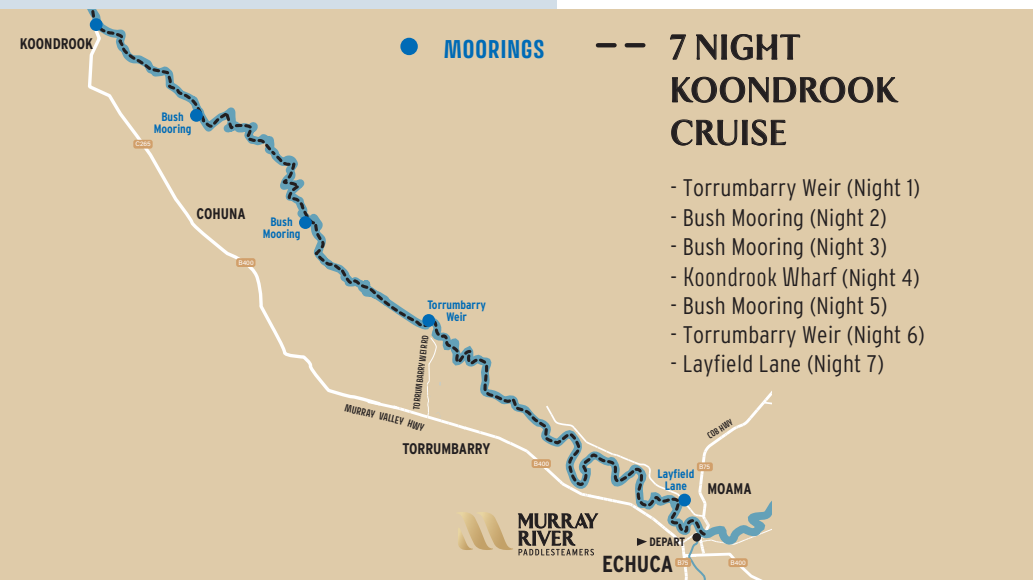 KOONDROOK
MOORINGS
7 NIGHT
KOONDROOK
CRUISE
Bush
Mooring
C265
COHUNA
Bush
Mooring
B400
- Torrumbarry Weir (Night 1)
- Bush Mooring (Night 2)
- Bush Mooring (Night 3)
- Koondrook Wharf (Night 4)
- Bush Mooring (Night 5)
- Torrumbarry Weir (Night 6)
- Layfield Lane (Night 7)
Torrumbarry
Weir
TORRUMBARRY WEIR RD
MURRAY VALLEY HWY
TORRUMBARRY
B400
COB HWY
B75
Layfield
Lane
MOAMA
MURRAY
RIVER
PADDLESTEAMERS
DEPART
ECHUCA
B75
B400